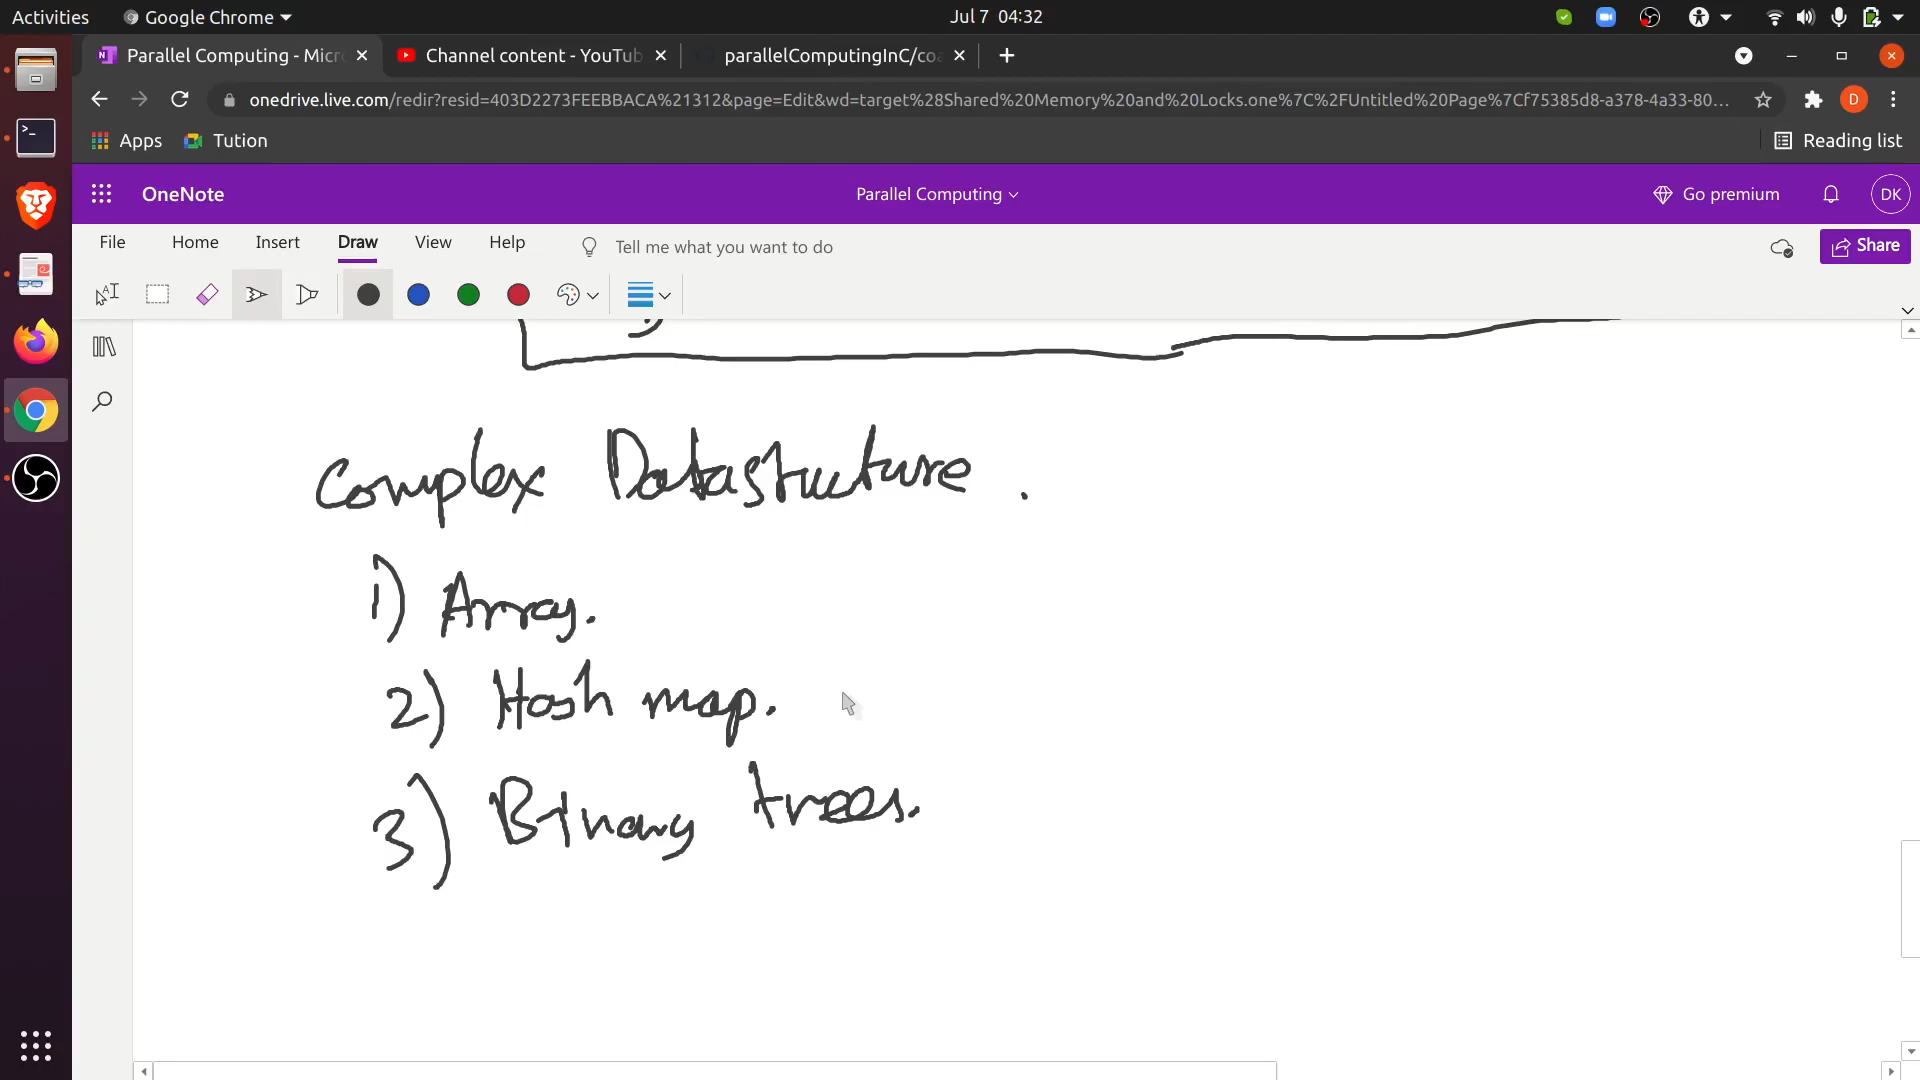 Activities Google Chrome Jul 7 04:32
Parallel Computing - Micr Channel content - YouTub parallelComputingInC/coa
onedrive.live.com/redir?resid=403D2273FEEBBACA%21312&page=Edit&wd=target%28Shared%20Memory%20and%20Locks.one%7C%2FUntitled%20Page%7Cf75385d8-a378-4a33-80... D
Apps Tution Reading list
OneNote Parallel Computing Go premium DK
File Home Insert Draw View Help Tell me what you want to do Share
Complex Datastucture .
1) Array.
2) Hash map.
3) Binary trees.